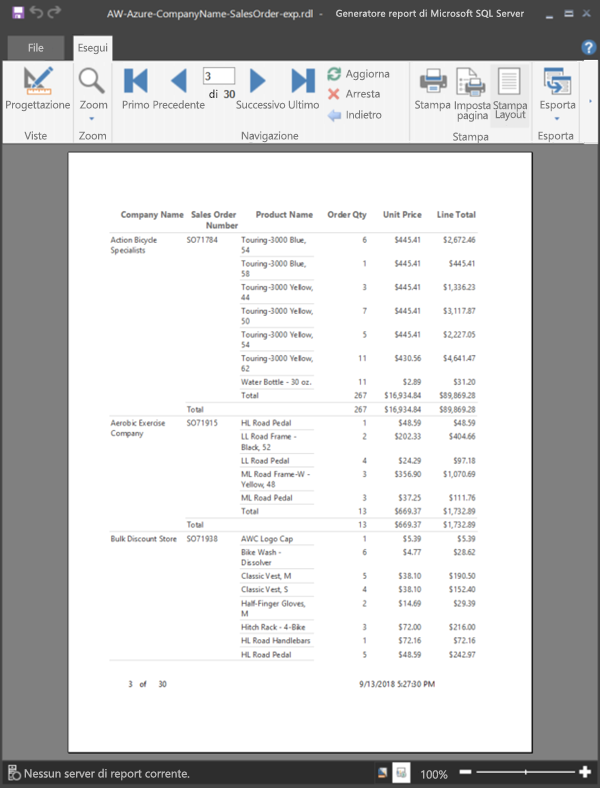 AW-Azure-CompanyName-SalesOrder-exp.rdl - Generatore report di Microsoft SQL Server
File Esegui
3
di 30
Aggiorna
Arresta
Indietro
Progettazione Zoom Primo Precedente Successivo Ultimo Stampa Imposta pagina Stampa Layout Esporta
Viste Zoom Navigazione Stampa Esporta
Company Name Sales Order Number Product Name Order Qty Unit Price Line Total
Action Bicycle Specialists SO71784 Touring-3000 Blue, 54 6 $445.41 $2,672.46
Touring-3000 Blue, 58 1 $445.41 $445.41
Touring-3000 Yellow, 44 3 $445.41 $1,336.23
Touring-3000 Yellow, 50 7 $445.41 $3,117.87
Touring-3000 Yellow, 54 5 $445.41 $2,227.05
Touring-3000 Yellow, 62 11 $430.56 $4,641.47
Water Bottle - 30 oz. 11 $2.89 $31.20
Total 267 $16,934.84 $89,869.28
Total 267 $16,934.84 $89,869.28
Aerobic Exercise Company SO71915 HL Road Pedal 1 $48.59 $48.59
LL Road Frame - Black, 52 2 $202.33 $404.66
LL Road Pedal 4 $24.29 $97.18
ML Road Frame-W - Yellow, 48 3 $356.90 $1,070.69
ML Road Pedal 3 $37.25 $111.76
Total 13 $669.37 $1,732.89
Total 13 $669.37 $1,732.89
Bulk Discount Store SO71938 AWC Logo Cap 1 $5.39 $5.39
Bike Wash - Dissolver 6 $4.77 $28.62
Classic Vest, M 5 $38.10 $190.50
Classic Vest, S 4 $38.10 $152.40
Half-Finger Gloves, M 2 $14.69 $29.39
Hitch Rack - 4-Bike 3 $72.00 $216.00
HL Road Handlebars 1 $72.16 $72.16
HL Road Pedal 5 $48.59 $242.97
3 of 30 9/13/2018 5:27:30 PM
Nessun server di report corrente. 100%